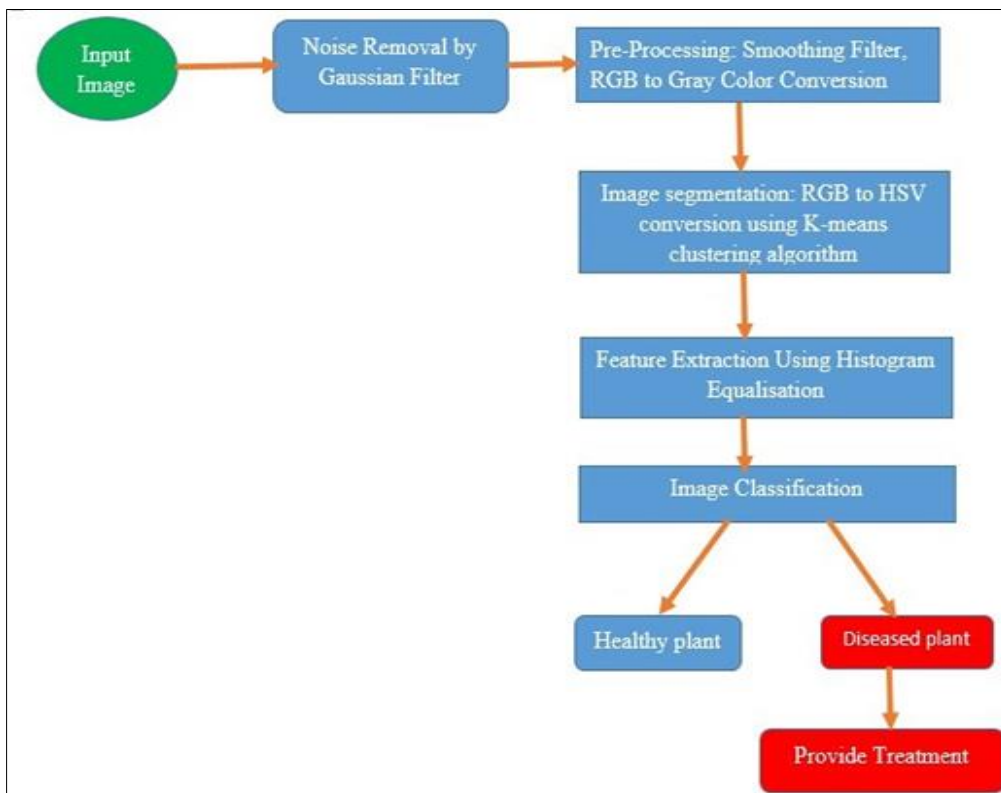 Input
Image
Noise Removal by
Gaussian Filter
Pre-Processing: Smoothing Filter,
RGB to Gray Color Conversion
Image segmentation: RGB to HSV
conversion using K-means
clustering algorithm
Feature Extraction Using Histogram
Equalisation
Image Classification
Healthy plant
Diseased plant
Provide Treatment